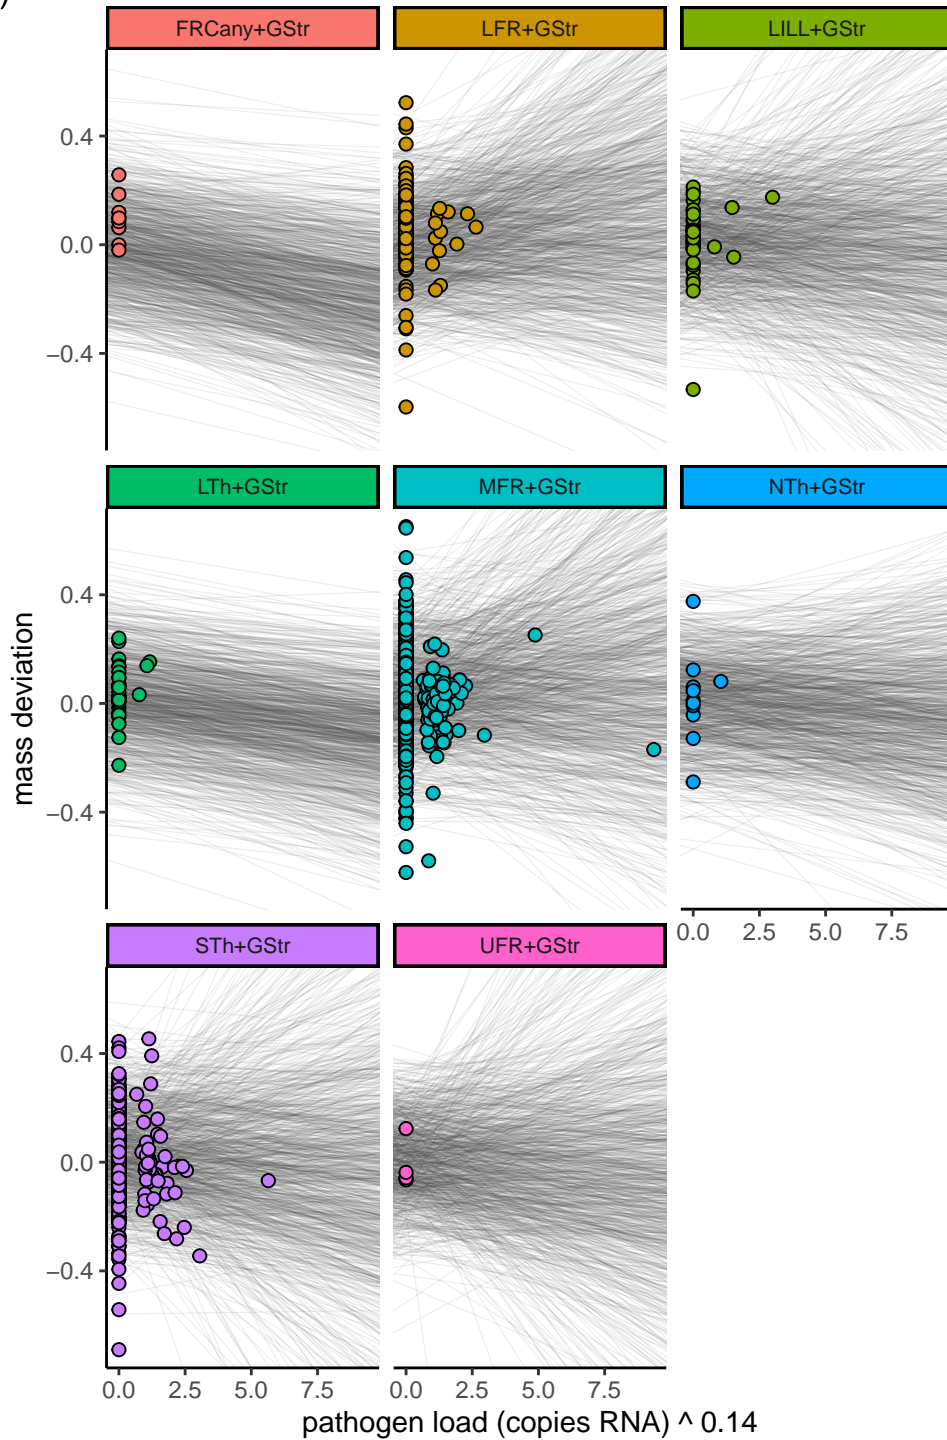 )
FRCany+GStr LFR+GStr LILL+GStr
0.4
0.0
−0.4
LTh+GStr MFR+GStr NTh+GStr
0.4
0.0
−0.4
mass deviation
0.0 2.5 5.0 7.5
STh+GStr UFR+GStr
0.4
0.0
−0.4
0.0 2.5 5.0 7.5 0.0 2.5 5.0 7.5
pathogen load (copies RNA) ^ 0.14